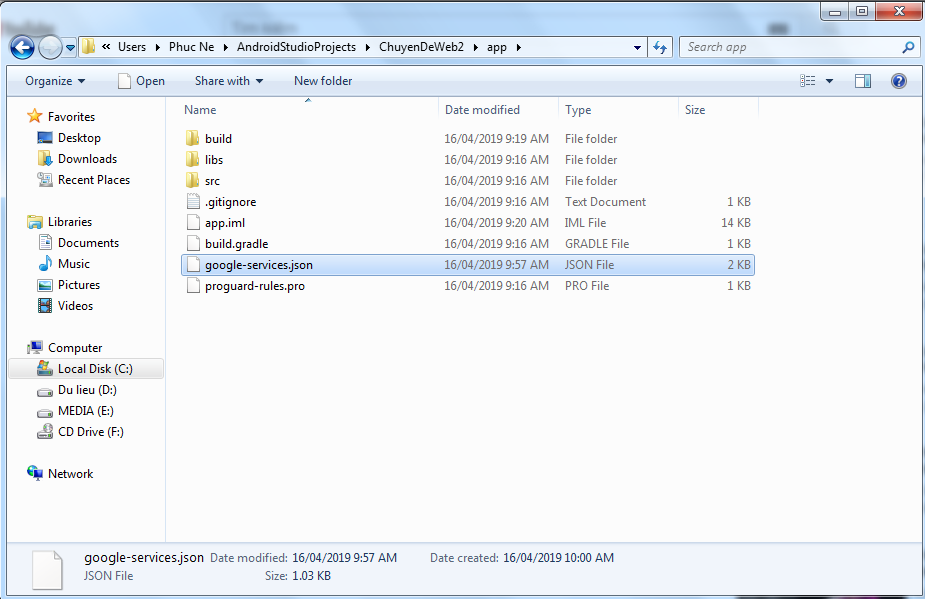 « Users Phuc Ne AndroidStudioProjects ChuyenDeWeb2 app Search app
Organize Open Share with New folder
Name Date modified Type Size
Favorites
Desktop
Downloads
Recent Places
Libraries
Documents
Music
Pictures
Videos
Computer
Local Disk (C:)
Du lieu (D:)
MEDIA (E:)
CD Drive (F:)
Network
build 16/04/2019 9:19 AM File folder
libs 16/04/2019 9:16 AM File folder
src 16/04/2019 9:16 AM File folder
.gitignore 16/04/2019 9:16 AM Text Document 1 KB
app.iml 16/04/2019 9:20 AM IML File 14 KB
build.gradle 16/04/2019 9:16 AM GRADLE File 1 KB
google-services.json 16/04/2019 9:57 AM JSON File 2 KB
proguard-rules.pro 16/04/2019 9:16 AM PRO File 1 KB
google-services.json Date modified: 16/04/2019 9:57 AM Date created: 16/04/2019 10:00 AM
JSON File Size: 1.03 KB